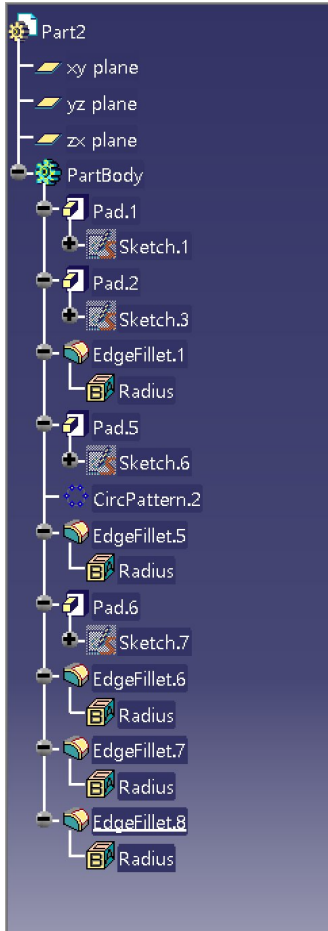 Part2
xy plane
yz plane
zx plane
PartBody
Pad.1
Sketch.1
Pad.2
Sketch.3
EdgeFillet.1
Radius
Pad.5
Sketch.6
CircPattern.2
EdgeFillet.5
Radius
Pad.6
Sketch.7
EdgeFillet.6
Radius
EdgeFillet.7
Radius
EdgeFillet.8
Radius